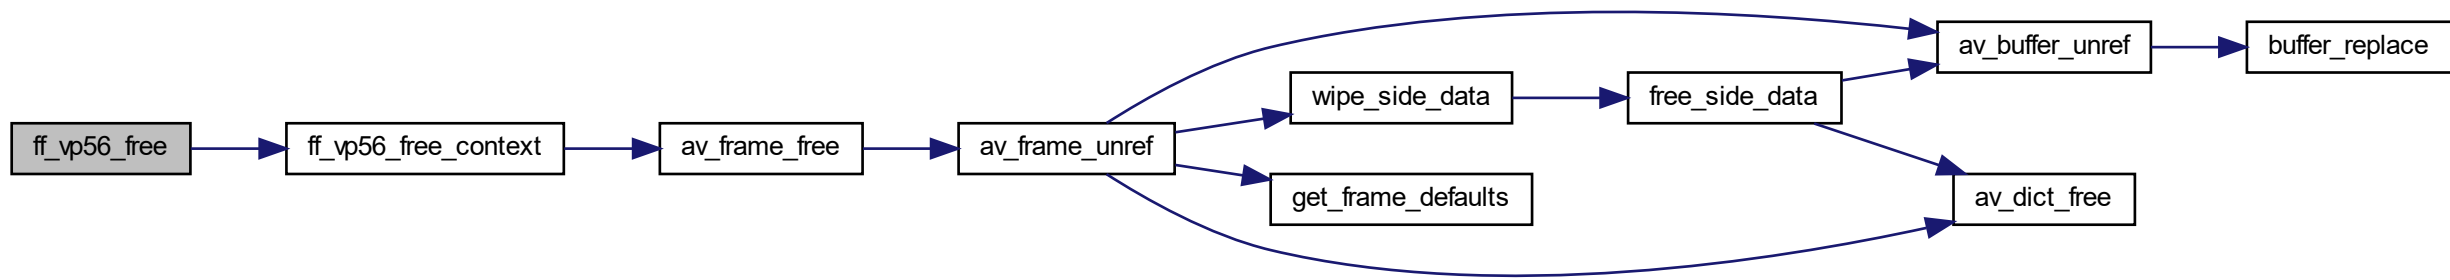 ff_vp56_free
ff_vp56_free_context
av_frame_free
av_frame_unref
wipe_side_data
get_frame_defaults
free_side_data
av_buffer_unref
av_dict_free
buffer_replace